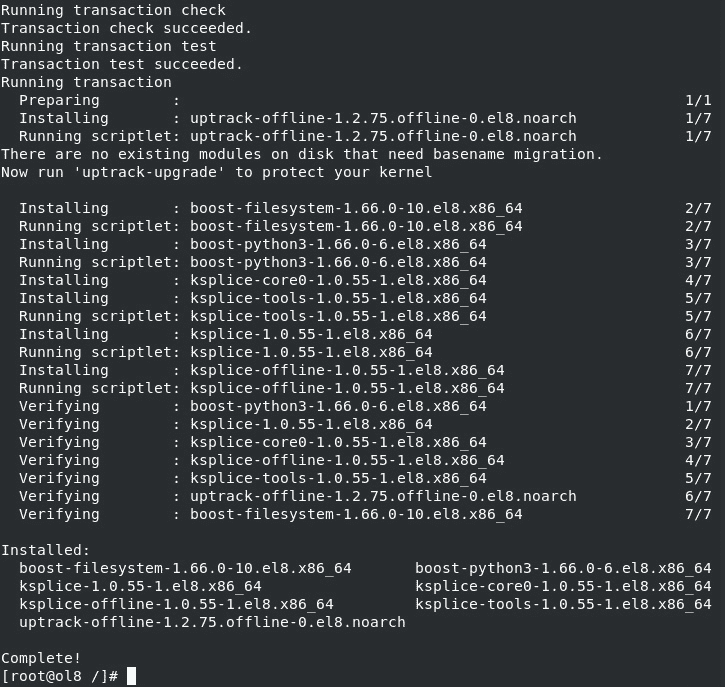 Running transaction check
Transaction check succeeded.
Running transaction test
Transaction test succeeded.
Running transaction
  Preparing        :                                                        1/1
  Installing       : uptrack-offline-1.2.75.offline-0.el8.noarch            1/7
  Running scriptlet: uptrack-offline-1.2.75.offline-0.el8.noarch            1/7
There are no existing modules on disk that need basename migration.
Now run 'uptrack-upgrade' to protect your kernel

  Installing       : boost-filesystem-1.66.0-10.el8.x86_64                  2/7
  Running scriptlet: boost-filesystem-1.66.0-10.el8.x86_64                  2/7
  Installing       : boost-python3-1.66.0-6.el8.x86_64                      3/7
  Running scriptlet: boost-python3-1.66.0-6.el8.x86_64                      3/7
  Installing       : ksplice-core0-1.0.55-1.el8.x86_64                      4/7
  Installing       : ksplice-tools-1.0.55-1.el8.x86_64                      5/7
  Running scriptlet: ksplice-tools-1.0.55-1.el8.x86_64                      5/7
  Installing       : ksplice-1.0.55-1.el8.x86_64                            6/7
  Running scriptlet: ksplice-1.0.55-1.el8.x86_64                            6/7
  Installing       : ksplice-offline-1.0.55-1.el8.x86_64                    7/7
  Running scriptlet: ksplice-offline-1.0.55-1.el8.x86_64                    7/7
  Verifying        : boost-python3-1.66.0-6.el8.x86_64                      1/7
  Verifying        : ksplice-1.0.55-1.el8.x86_64                            2/7
  Verifying        : ksplice-core0-1.0.55-1.el8.x86_64                      3/7
  Verifying        : ksplice-offline-1.0.55-1.el8.x86_64                    4/7
  Verifying        : ksplice-tools-1.0.55-1.el8.x86_64                      5/7
  Verifying        : uptrack-offline-1.2.75.offline-0.el8.noarch            6/7
  Verifying        : boost-filesystem-1.66.0-10.el8.x86_64                  7/7

Installed:
  boost-filesystem-1.66.0-10.el8.x86_64       boost-python3-1.66.0-6.el8.x86_64
  ksplice-1.0.55-1.el8.x86_64                 ksplice-core0-1.0.55-1.el8.x86_64
  ksplice-offline-1.0.55-1.el8.x86_64         ksplice-tools-1.0.55-1.el8.x86_64
  uptrack-offline-1.2.75.offline-0.el8.noarch

Complete!
[root@ol8 /]#